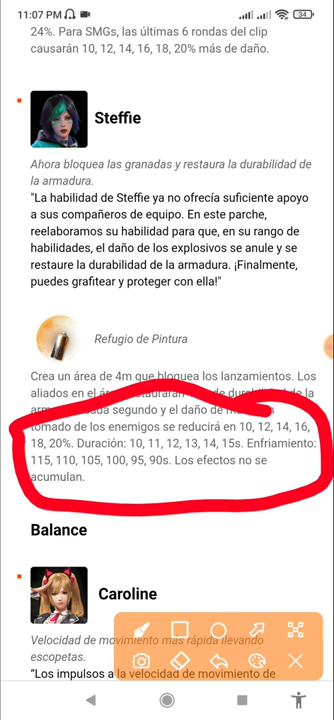 11:07 PM
34
24%. Para SMGs, las últimas 6 rondas del clip
causarán 10, 12, 14, 16, 18, 20% más de daño.
Steffie
Ahora bloquea las granadas y restaura la durabilidad de
la armadura.
"La habilidad de Steffie ya no ofrecía suficiente apoyo
a sus compañeros de equipo. En este parche,
reelaboramos su habilidad para que, en su rango de
habilidades, el daño de los explosivos se anule y se
restaure la durabilidad de la armadura. ¡Finalmente,
puedes grafitear y proteger con ella!"
Refugio de Pintura
Crea un área de 4m que bloquea los lanzamientos. Los
aliados en el área de durabilidad de la
segundo y el daño de
tomado de los enemigos se reducirá en 10, 12, 14, 16,
18, 20%. Duración: 10, 11, 12, 13, 14, 15s. Enfriamiento:
115, 110, 105, 100, 95, 90s. Los efectos no se
acumulan.
Balance
Caroline
Velocidad de movimiento más rápida llevando
escopetas.
"Los impulsos a la velocidad de movimiento de